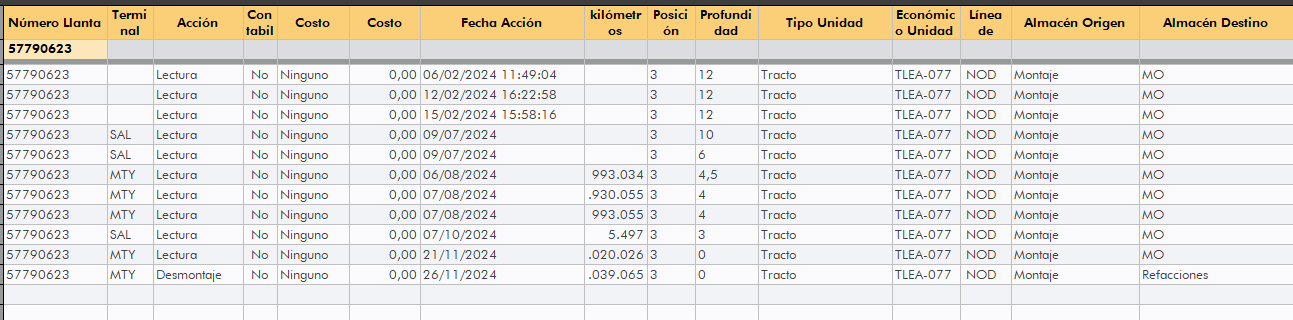 Número Llanta Terminal Acción Contabil Costo Costo Fecha Acción kilómetros Posición Profundidad Tipo Unidad Económico Unidad Línea de Almacén Origen Almacén Destino
57790623
57790623 Lectura No Ninguno 0,00 06/02/2024 11:49:04 3 12 Tracto TLEA-077 NOD Montaje MO
57790623 Lectura No Ninguno 0,00 12/02/2024 16:22:58 3 12 Tracto TLEA-077 NOD Montaje MO
57790623 Lectura No Ninguno 0,00 15/02/2024 15:58:16 3 12 Tracto TLEA-077 NOD Montaje MO
57790623 SAL Lectura No Ninguno 0,00 09/07/2024 3 10 Tracto TLEA-077 NOD Montaje MO
57790623 SAL Lectura No Ninguno 0,00 09/07/2024 3 6 Tracto TLEA-077 NOD Montaje MO
57790623 MTY Lectura No Ninguno 0,00 06/08/2024 993.034 3 4,5 Tracto TLEA-077 NOD Montaje MO
57790623 MTY Lectura No Ninguno 0,00 07/08/2024 .930.055 3 4 Tracto TLEA-077 NOD Montaje MO
57790623 MTY Lectura No Ninguno 0,00 07/08/2024 993.055 3 4 Tracto TLEA-077 NOD Montaje MO
57790623 SAL Lectura No Ninguno 0,00 07/10/2024 5.497 3 3 Tracto TLEA-077 NOD Montaje MO
57790623 MTY Lectura No Ninguno 0,00 21/11/2024 .020.026 3 0 Tracto TLEA-077 NOD Montaje MO
57790623 MTY Desmontaje No Ninguno 0,00 26/11/2024 .039.065 3 0 Tracto TLEA-077 NOD Montaje Refacciones